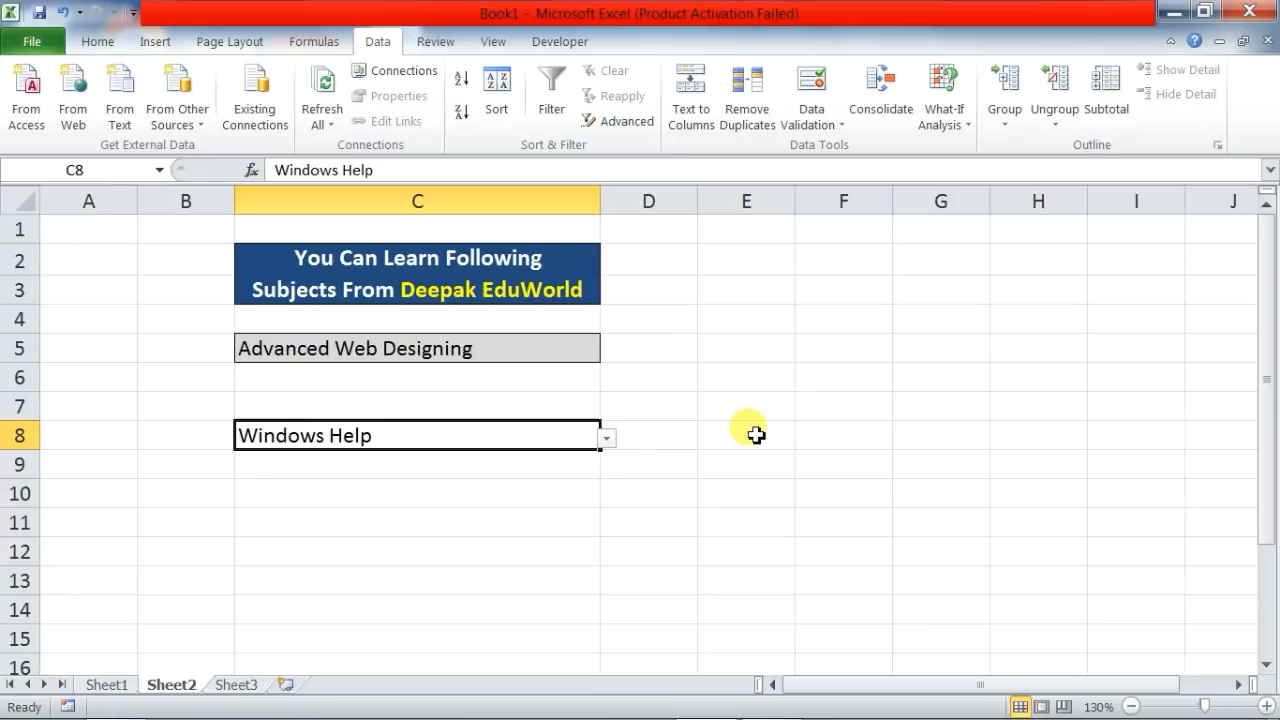 Book1 - Microsoft Excel (Product Activation Failed)
File Home Insert Page Layout Formulas Data Review View Developer
From Access
From Web
From Text
From Other Sources
Get External Data
Existing Connections
Refresh All
Connections
Properties
Edit Links
Connections
Sort
Filter
Clear
Reapply
Advanced
Sort & Filter
Text to Columns
Remove Duplicates
Data Validation
Consolidate
What-If Analysis
Data Tools
Group
Ungroup
Subtotal
Show Detail
Hide Detail
Outline
C8 fx Windows Help
A B C D E F G H I J
1
2 You Can Learn Following
3 Subjects From Deepak EduWorld
4
5 Advanced Web Designing
6
7
8 Windows Help
9
10
11
12
13
14
15
16
Sheet1 Sheet2 Sheet3
Ready 130%